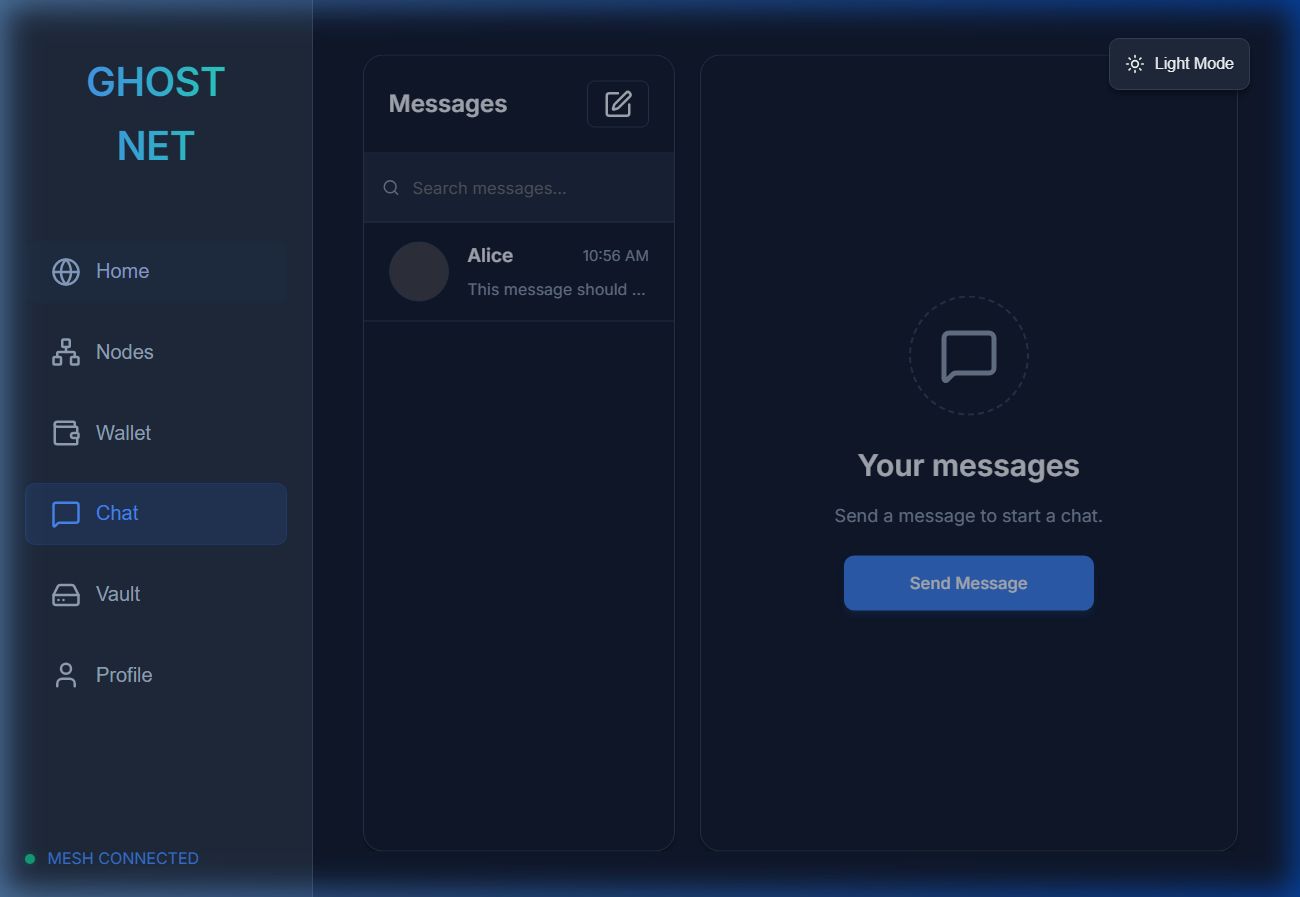 GHOST
NET
Home
Nodes
Wallet
Chat
Vault
Profile
MESH CONNECTED
Messages
Search messages...
Alice
10:56 AM
This message should ...
Light Mode
Your messages
Send a message to start a chat.
Send Message